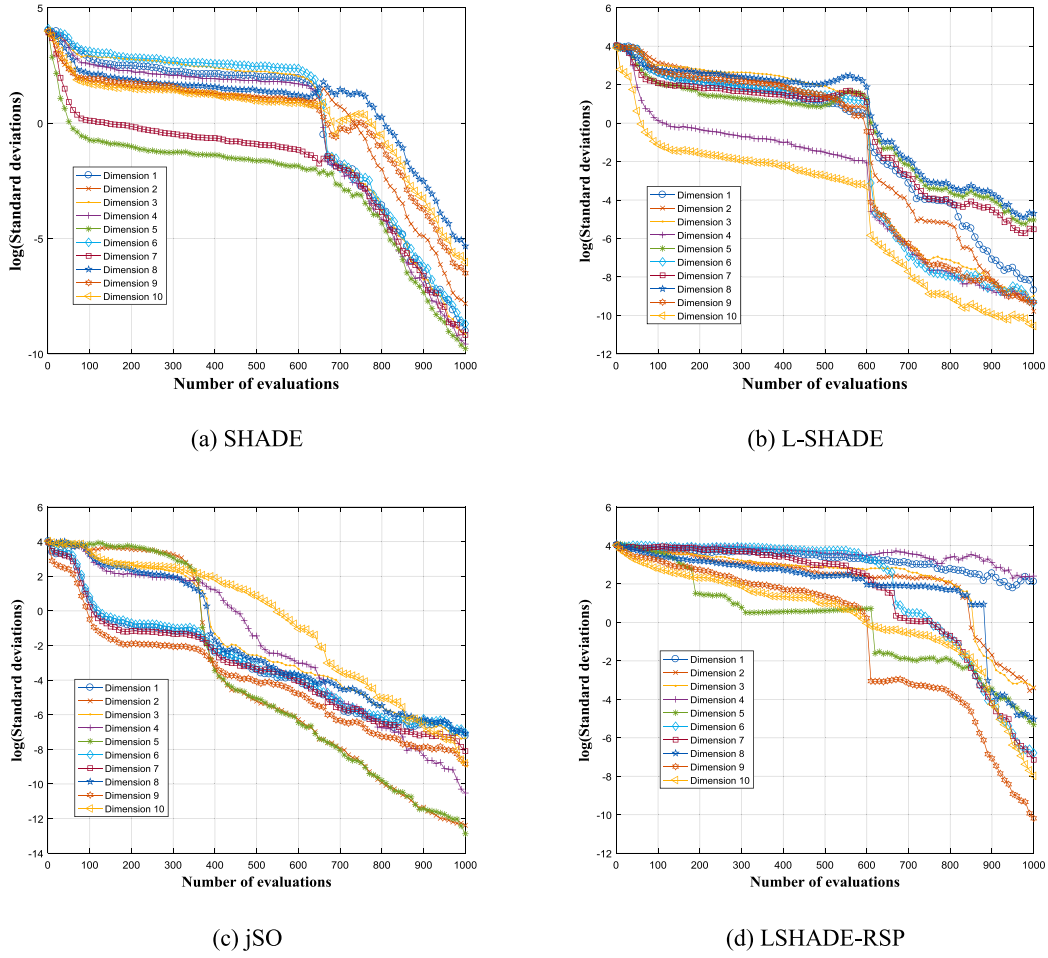 5
0
-5
-10
log(Standard deviations)
Dimension 1
Dimension 2
Dimension 3
Dimension 4
Dimension 5
Dimension 6
Dimension 7
Dimension 8
Dimension 9
Dimension 10
0 100 200 300 400 500 600 700 800 900 1000
Number of evaluations
(a) SHADE
6
4
2
0
-2
-4
-6
-8
-10
-12
log(Standard deviations)
Dimension 1
Dimension 2
Dimension 3
Dimension 4
Dimension 5
Dimension 6
Dimension 7
Dimension 8
Dimension 9
Dimension 10
0 100 200 300 400 500 600 700 800 900 1000
Number of evaluations
(b) L-SHADE
6
4
2
0
-2
-4
-6
-8
-10
-12
-14
log(Standard deviations)
Dimension 1
Dimension 2
Dimension 3
Dimension 4
Dimension 5
Dimension 6
Dimension 7
Dimension 8
Dimension 9
Dimension 10
0 100 200 300 400 500 600 700 800 900 1000
Number of evaluations
(c) jSO
6
4
2
0
-2
-4
-6
-8
-10
-12
log(Standard deviations)
Dimension 1
Dimension 2
Dimension 3
Dimension 4
Dimension 5
Dimension 6
Dimension 7
Dimension 8
Dimension 9
Dimension 10
0 100 200 300 400 500 600 700 800 900 1000
Number of evaluations
(d) LSHADE-RSP